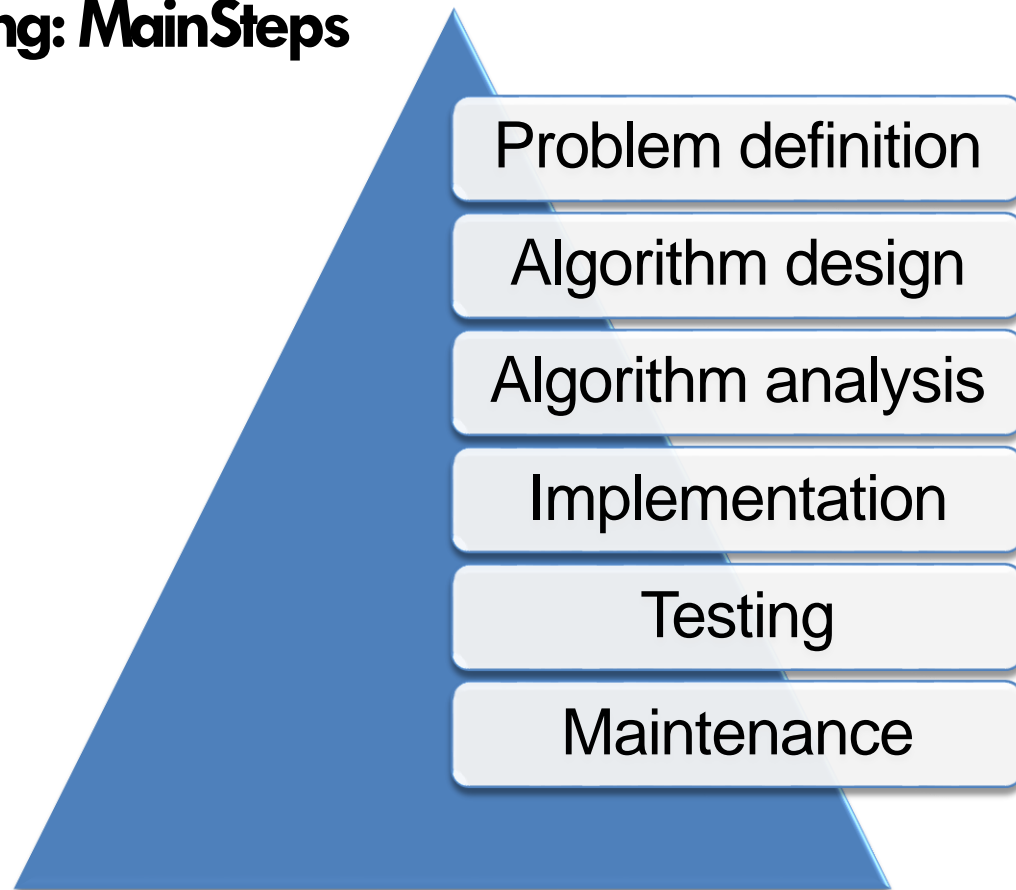 ng: MainSteps
Problem definition
Algorithm design
Algorithm analysis
Implementation
Testing
Maintenance